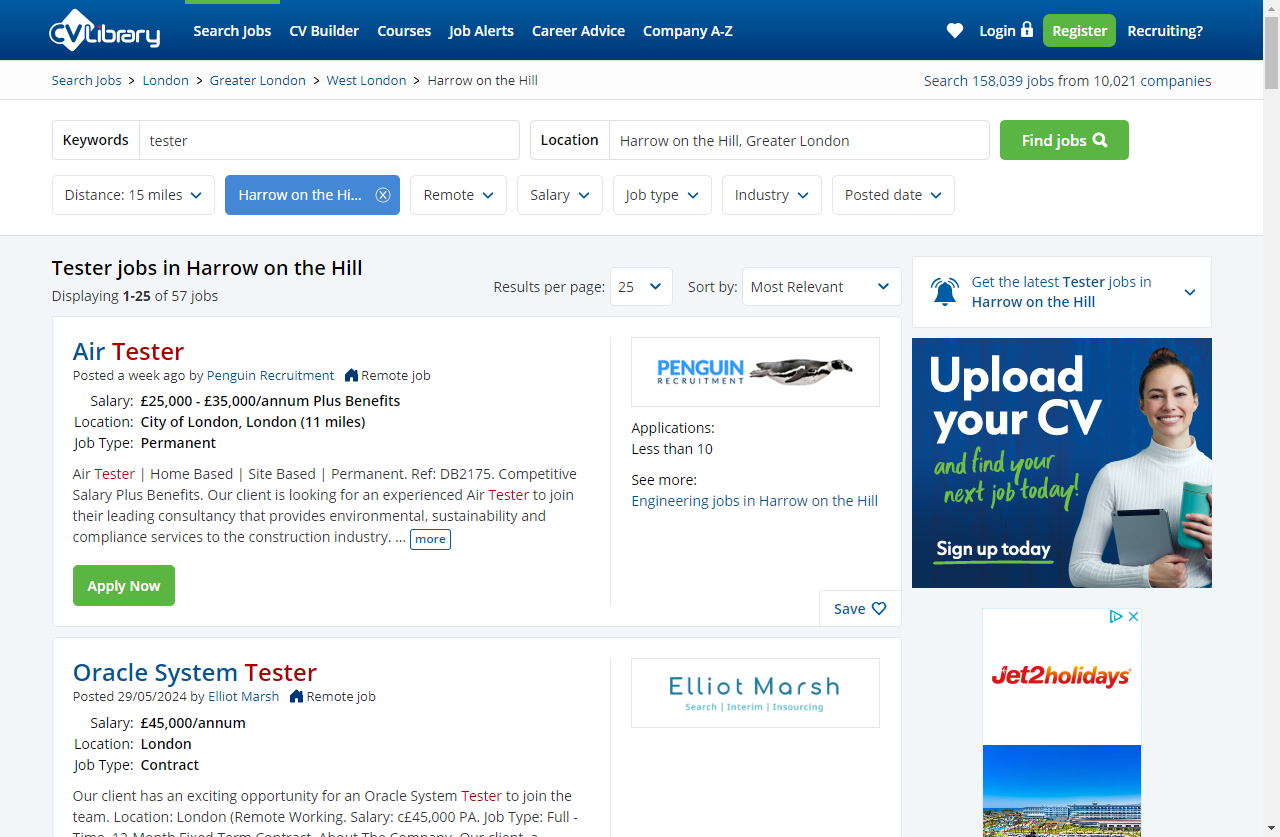 CVLibrary
Search Jobs CV Builder Courses Job Alerts Career Advice Company A-Z Login Register Recruiting?
Search Jobs > London > Greater London > West London > Harrow on the Hill
Search 158,039 jobs from 10,021 companies
Keywords tester
Location Harrow on the Hill, Greater London
Find jobs
Distance: 15 miles Harrow on the Hi... Remote Salary Job type Industry Posted date
Tester jobs in Harrow on the Hill
Displaying 1-25 of 57 jobs
Results per page: 25 Sort by: Most Relevant
Air Tester
Posted a week ago by Penguin Recruitment Remote job
Salary: £25,000 - £35,000/annum Plus Benefits
Location: City of London, London (11 miles)
Job Type: Permanent
Air Tester | Home Based | Site Based | Permanent. Ref: DB2175. Competitive
Salary Plus Benefits. Our client is looking for an experienced Air Tester to join
their leading consultancy that provides environmental, sustainability and
compliance services to the construction industry. ... more
Apply Now
PENGUIN
RECRUITMENT
Applications:
Less than 10
See more:
Engineering jobs in Harrow on the Hill
Save
Oracle System Tester
Posted 29/05/2024 by Elliot Marsh Remote job
Salary: £45,000/annum
Location: London
Job Type: Contract
Our client has an exciting opportunity for an Oracle System Tester to join the
team. Location: London (Remote Working. Salary: c£45,000 PA. Job Type: Full -
Time, 12-Month Fixed Term Contract. About The Company. Our client, a
Elliot Marsh
Search | Interim | Insourcing
Get the latest Tester jobs in
Harrow on the Hill
Upload
your CV
and find your
next job today!
Sign up today
Jet2holidays